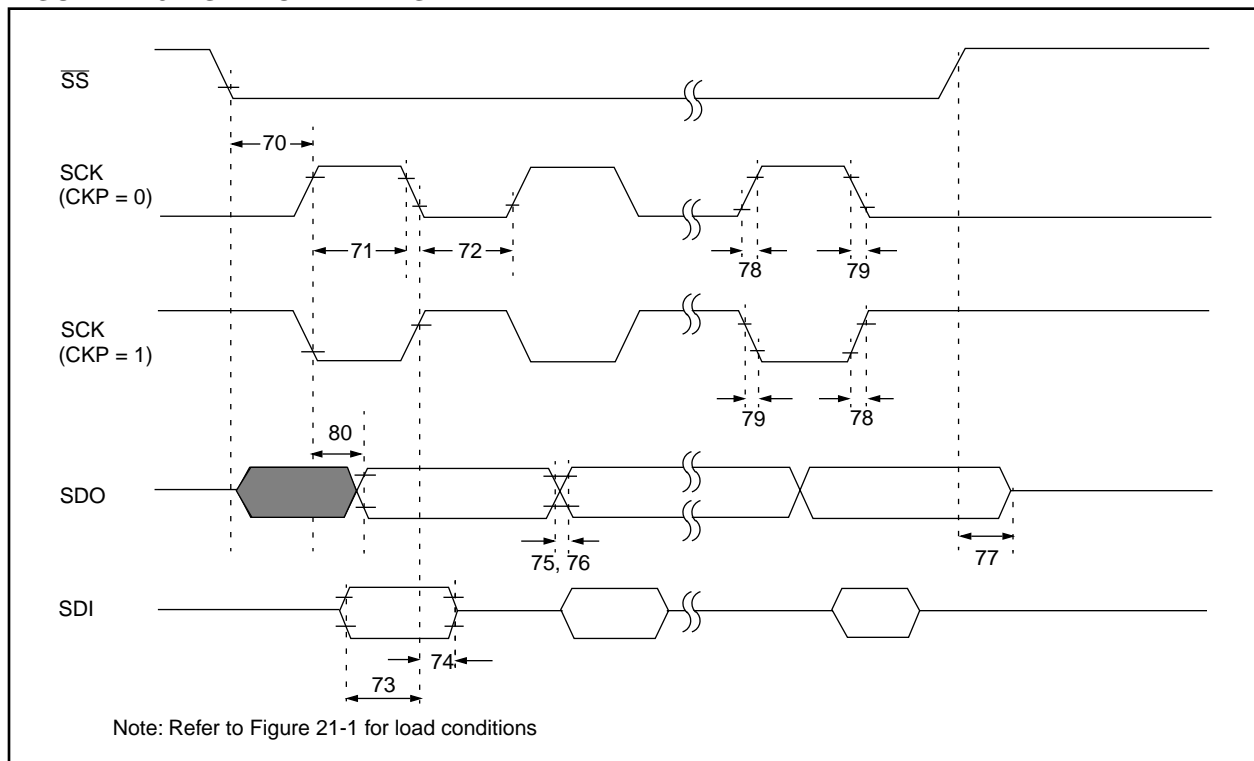 SS
70
SCK
(CKP = 0)
71
72
78
79
SCK
(CKP = 1)
79
78
80
SDO
75, 76
77
SDI
74
73
Note: Refer to Figure 21-1 for load conditions